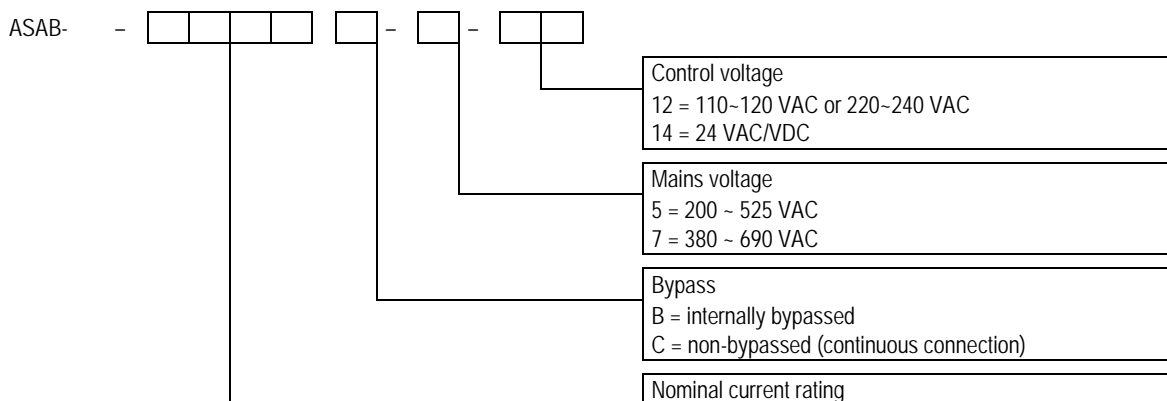 ASAB- – – –
Control voltage
12 = 110~120 VAC or 220~240 VAC
14 = 24 VAC/VDC
Mains voltage
5 = 200 ~ 525 VAC
7 = 380 ~ 690 VAC
Bypass
B = internally bypassed
C = non-bypassed (continuous connection)
Nominal current rating